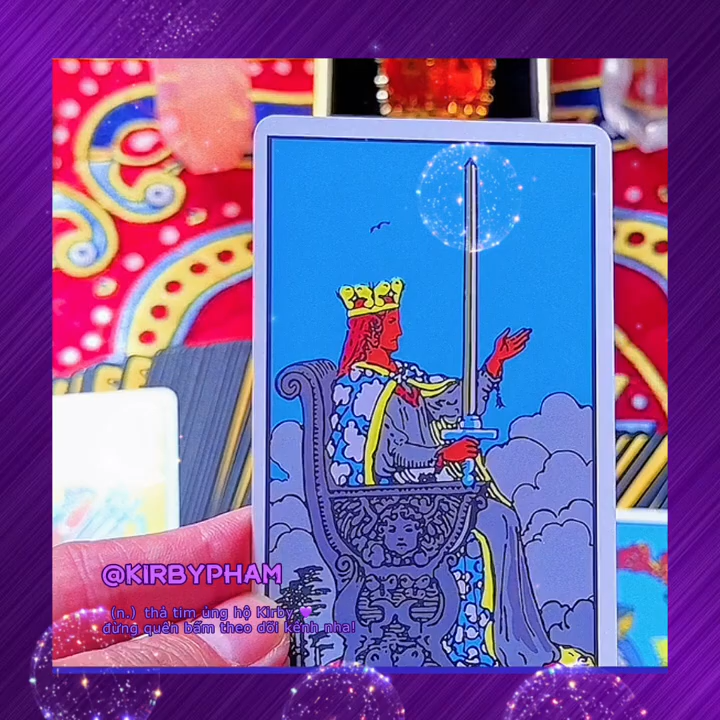 @KIRBYPHAM
(n.) thả tim ủng hộ Kirby 💜
đừng quên bấm theo dõi kênh nha!